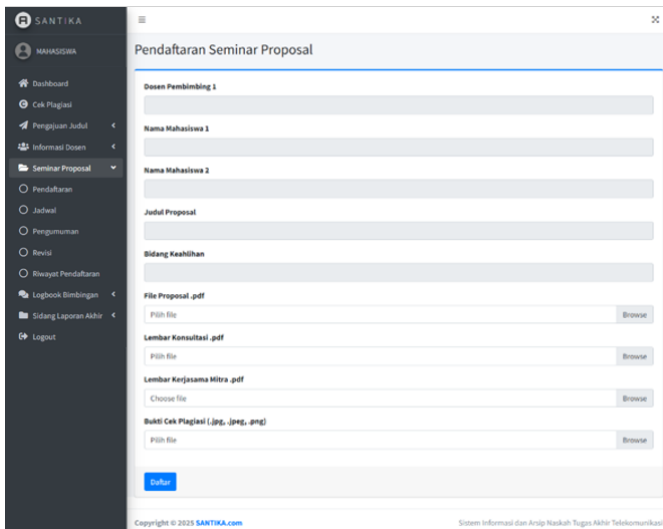 SANTIKA
MAHASISWA
Dashboard
Cek Plagiasi
Pengajuan Judul
Informasi Dosen
Seminar Proposal
Pendaftaran
Jadwal
Pengumuman
Revisi
Riwayat Pendaftaran
Logbook Bimbingan
Sidang Laporan Akhir
Logout
Pendaftaran Seminar Proposal
Dosen Pembimbing 1
Nama Mahasiswa 1
Nama Mahasiswa 2
Judul Proposal
Bidang Keahlihan
File Proposal .pdf
Pilih file Browse
Lembar Konsultasi .pdf
Pilih file Browse
Lembar Kerjasama Mitra .pdf
Choose file Browse
Bukti Cek Plagiasi (.jpg, .jpeg, .png)
Pilih file Browse
Daftar
Copyright © 2025 SANTIKA.com Sistem Informasi dan Arsip Naskah Tugas Akhir Telekomunikasi